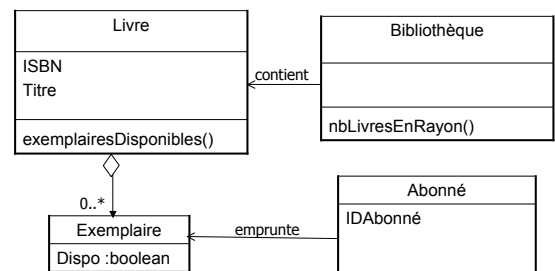 Livre
ISBN
Titre
exemplairesDisponibles()
contient
Bibliothèque
nbLivresEnRayon()
0..*
Exemplaire
Dispo :boolean
emprunte
Abonné
IDAbonné